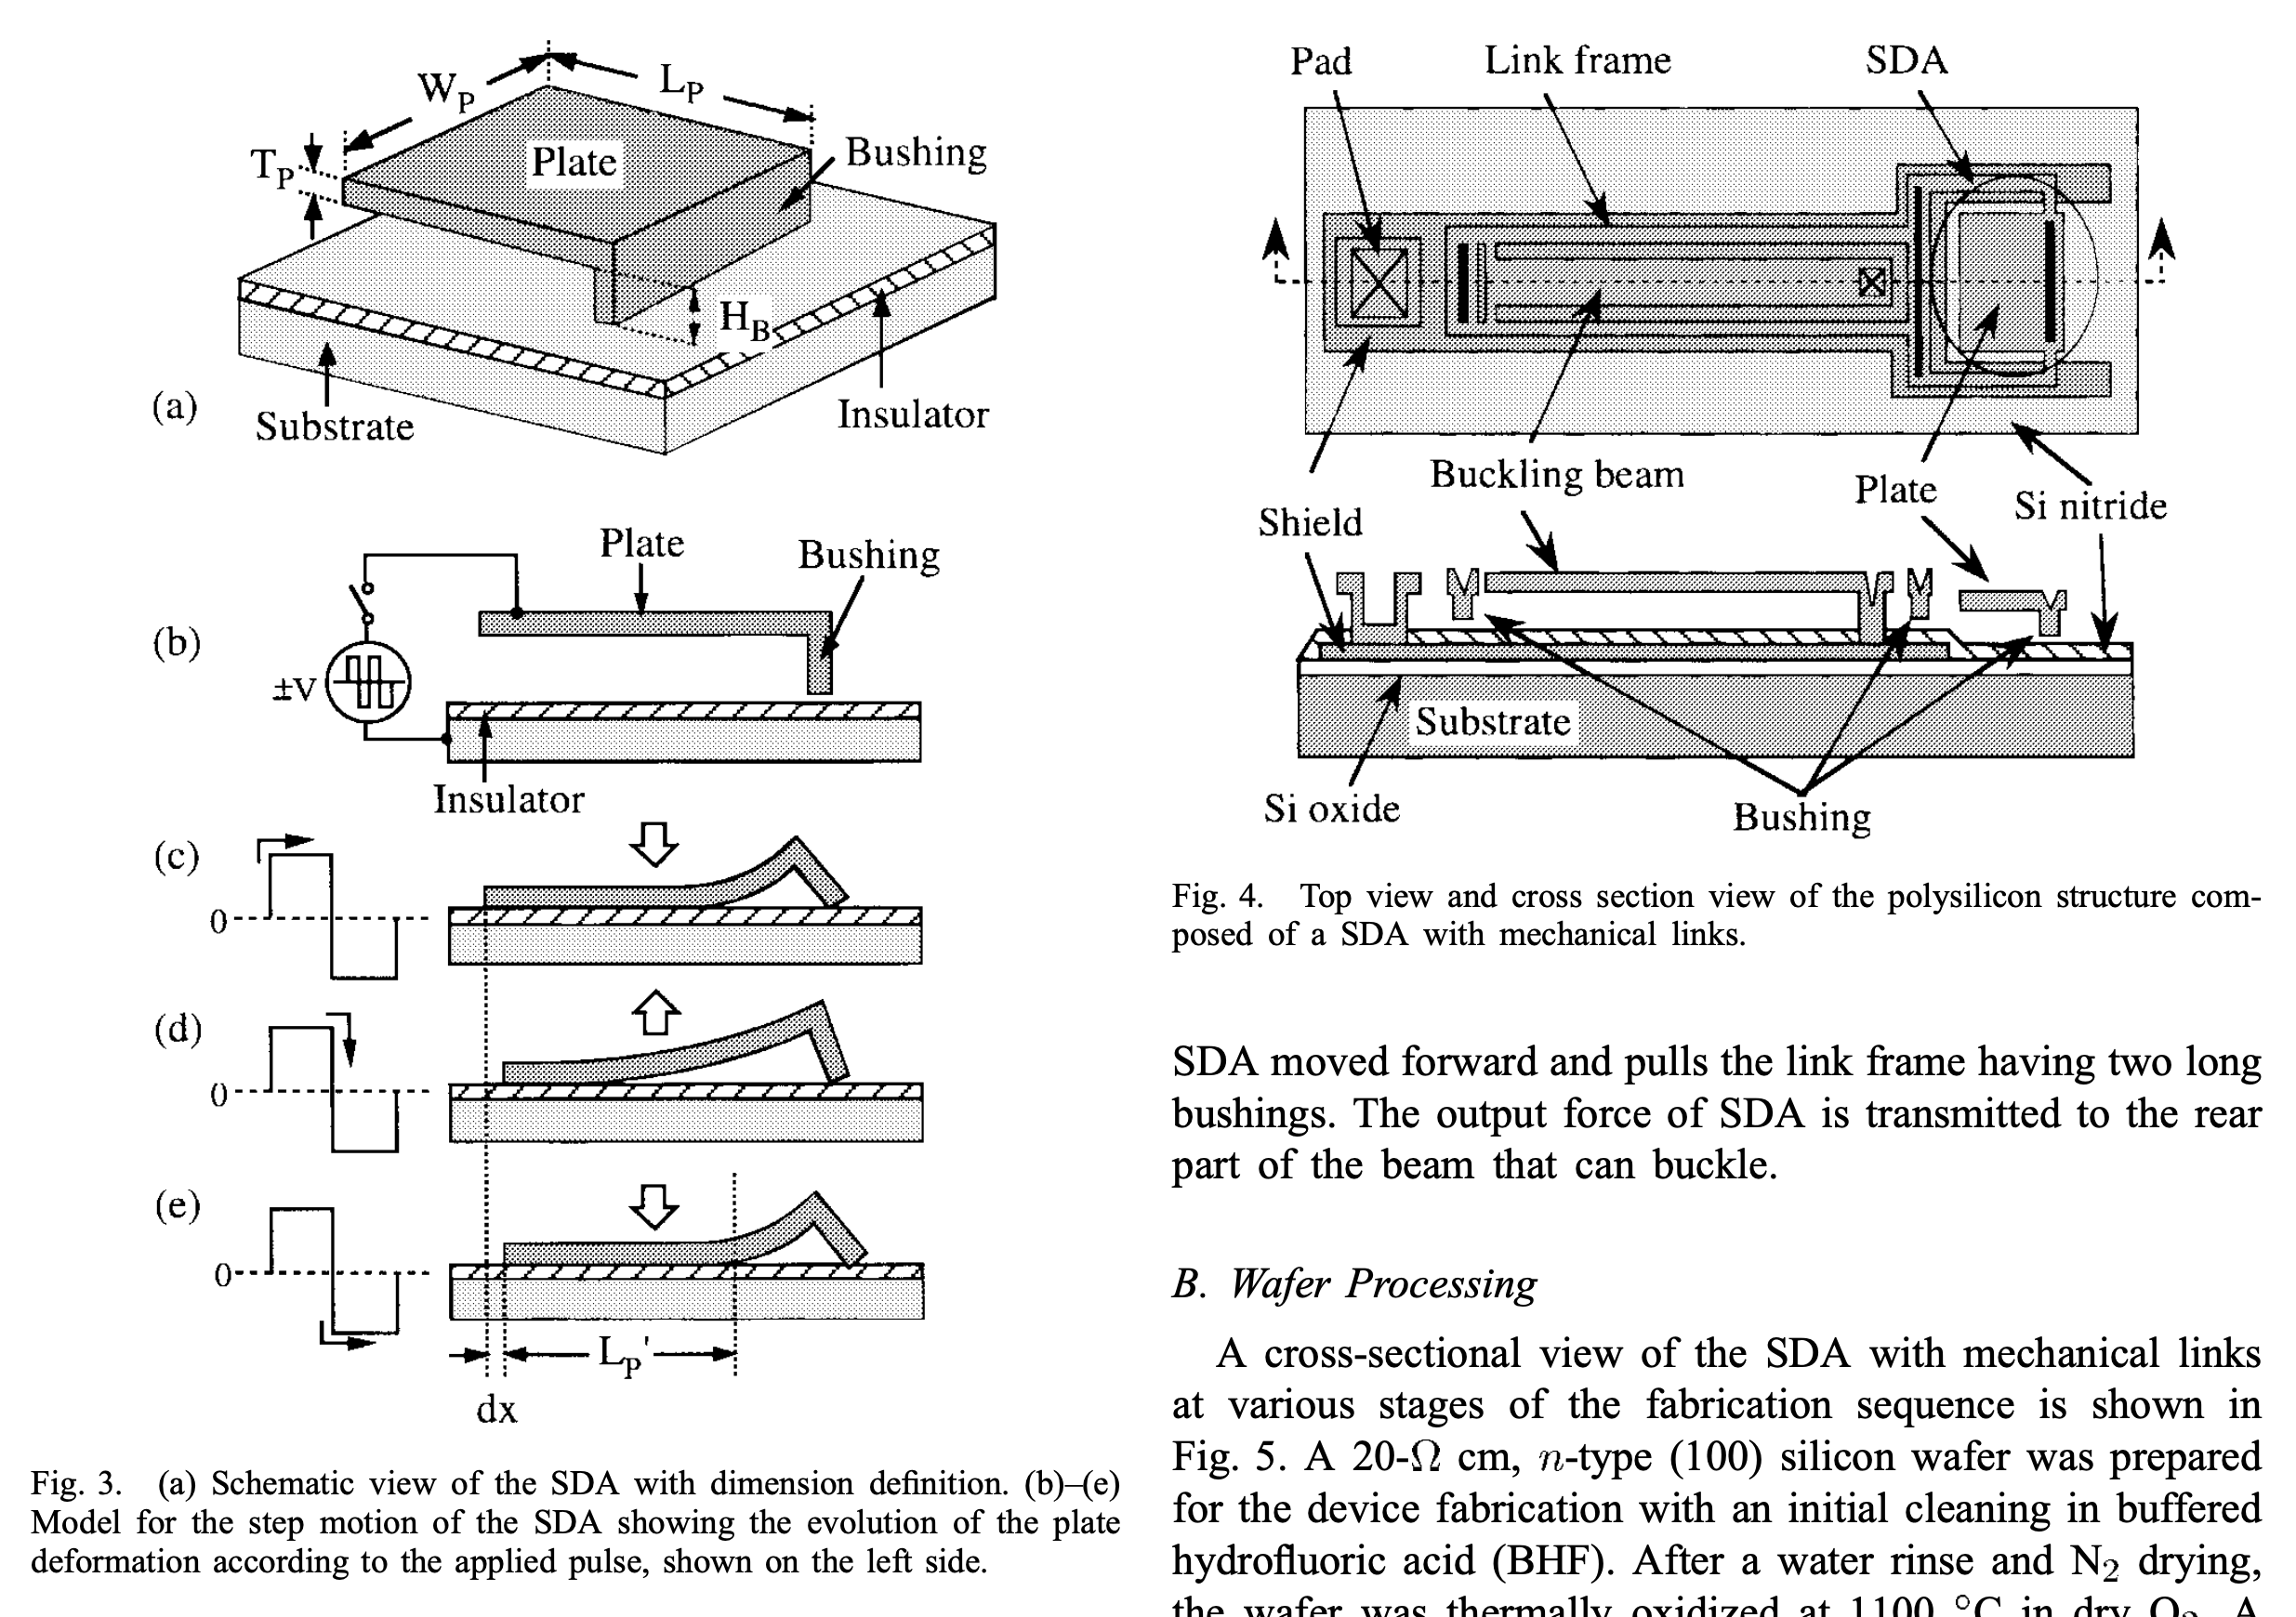 W_P
L_P
T_P
Plate
Bushing
H_B
(a)
Substrate
Insulator
Plate
Bushing
(b)
±V
Insulator
(c)
0
(d)
0
(e)
0
L_P'
dx
Fig. 3. (a) Schematic view of the SDA with dimension definition. (b)–(e)
Model for the step motion of the SDA showing the evolution of the plate
deformation according to the applied pulse, shown on the left side.
Pad
Link frame
SDA
Buckling beam
Plate
Si nitride
Shield
Substrate
Si oxide
Bushing
Fig. 4. Top view and cross section view of the polysilicon structure com-
posed of a SDA with mechanical links.
SDA moved forward and pulls the link frame having two long
bushings. The output force of SDA is transmitted to the rear
part of the beam that can buckle.
B. Wafer Processing
A cross-sectional view of the SDA with mechanical links
at various stages of the fabrication sequence is shown in
Fig. 5. A 20-Ω cm, n-type (100) silicon wafer was prepared
for the device fabrication with an initial cleaning in buffered
hydrofluoric acid (BHF). After a water rinse and N₂ drying,
the wafer was thermally oxidized at 1100 °C in dry O₂. A